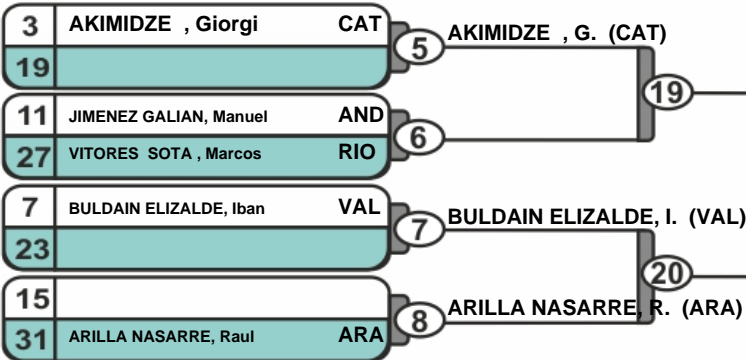 3 AKIMIDZE , Giorgi CAT
19
5 AKIMIDZE , G. (CAT)
19
11 JIMENEZ GALIAN, Manuel AND
27 VITORES SOTA , Marcos RIO
6
7 BULDAIN ELIZALDE, Iban VAL
23
7 BULDAIN ELIZALDE, I. (VAL)
20
15
31 ARILLA NASARRE, Raul ARA
8 ARILLA NASARRE, R. (ARA)